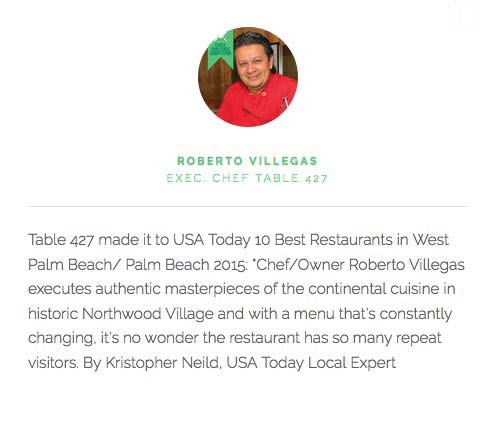 ROBERTO VILLEGAS
EXEC. CHEF TABLE 427
Table 427 made it to USA Today 10 Best Restaurants in West
Palm Beach/ Palm Beach 2015: "Chef/Owner Roberto Villegas
executes authentic masterpieces of the continental cuisine in
historic Northwood Village and with a menu that's constantly
changing, it's no wonder the restaurant has so many repeat
visitors. By Kristopher Neild, USA Today Local Expert